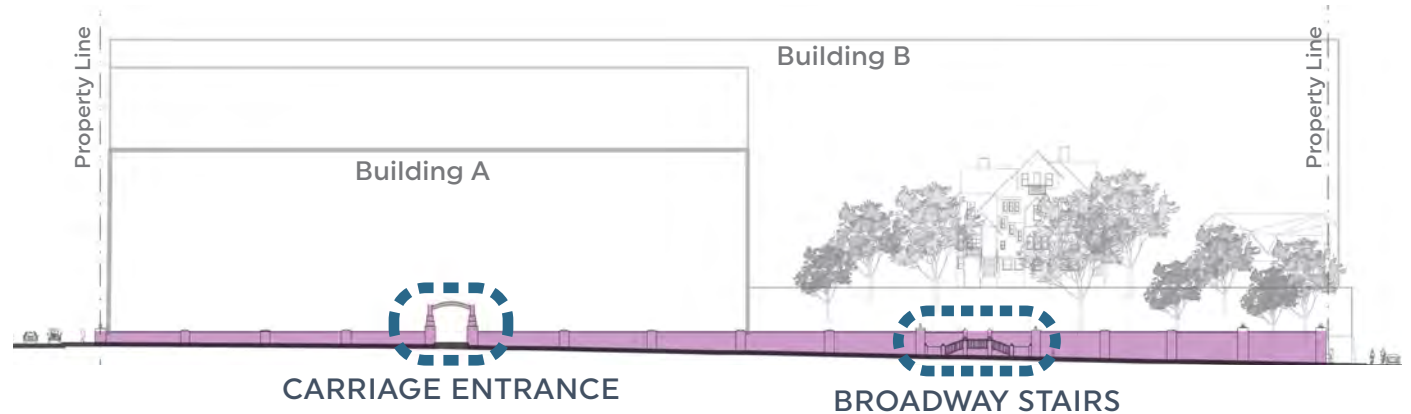 Property Line
Building B
Property Line
Building A
CARRIAGE ENTRANCE
BROADWAY STAIRS